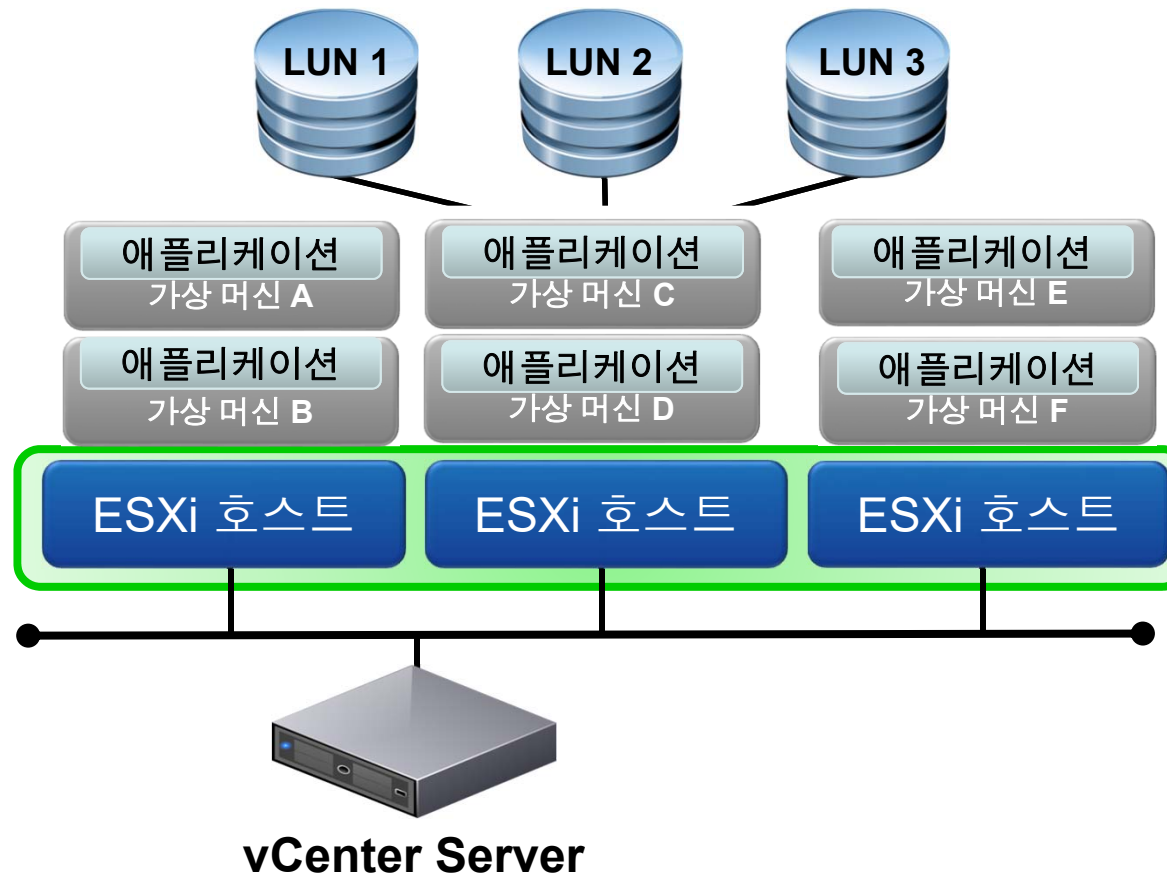 LUN 1
LUN 2
LUN 3
애플리케이션
가상 머신 A
애플리케이션
가상 머신 C
애플리케이션
가상 머신 E
애플리케이션
가상 머신 B
애플리케이션
가상 머신 D
애플리케이션
가상 머신 F
ESXi 호스트
ESXi 호스트
ESXi 호스트
vCenter Server